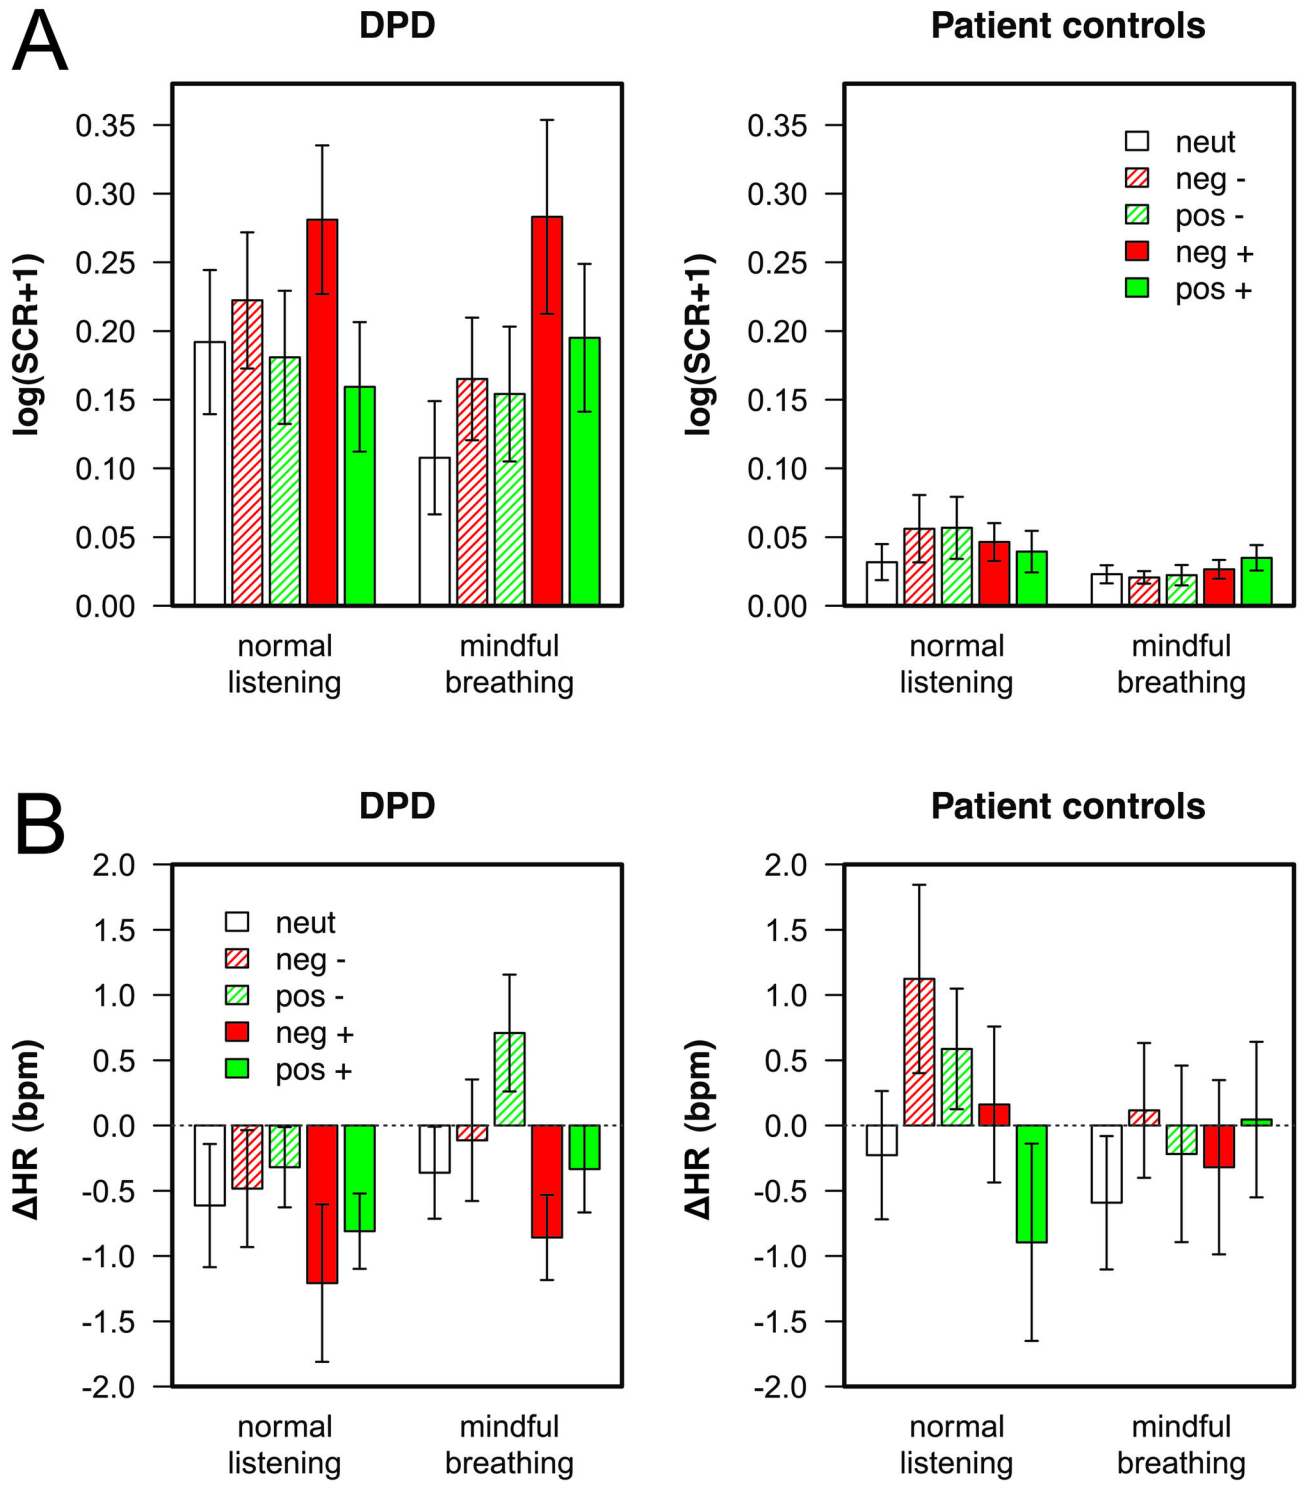 A
DPD
Patient controls
log(SCR+1)
0.35
0.30
0.25
0.20
0.15
0.10
0.05
0.00
normal
listening
mindful
breathing
log(SCR+1)
0.35
0.30
0.25
0.20
0.15
0.10
0.05
0.00
neut
neg -
pos -
neg +
pos +
normal
listening
mindful
breathing
B
DPD
Patient controls
ΔHR (bpm)
2.0
1.5
1.0
0.5
0.0
-0.5
-1.0
-1.5
-2.0
neut
neg -
pos -
neg +
pos +
normal
listening
mindful
breathing
ΔHR (bpm)
2.0
1.5
1.0
0.5
0.0
-0.5
-1.0
-1.5
-2.0
normal
listening
mindful
breathing